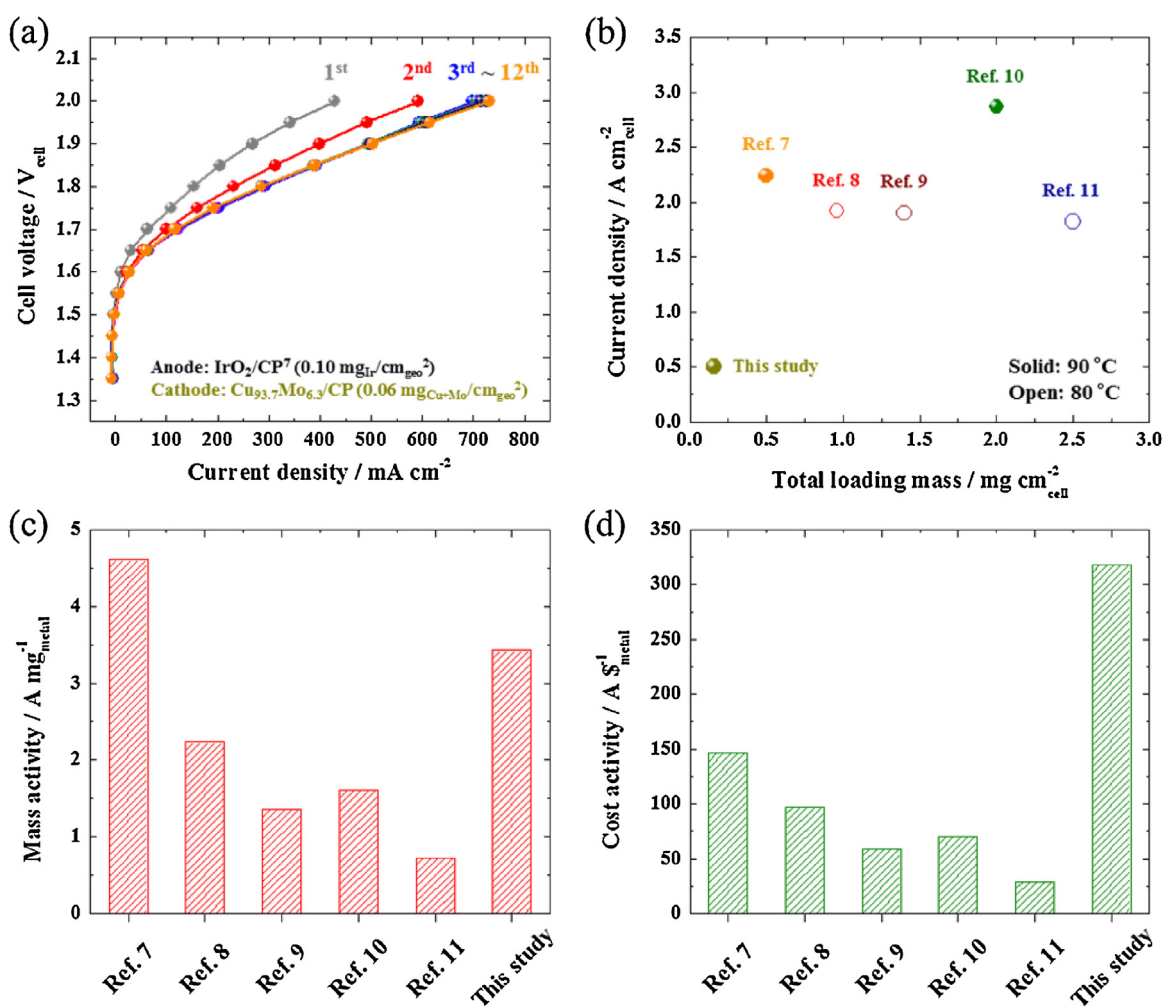 (a)
2.1
2.0
1.9
1.8
1.7
1.6
1.5
1.4
1.3
Cell voltage / V_cell
1st 2nd 3rd ~ 12th
Anode: IrO2/CP7 (0.10 mgIr/cmgeo2)
Cathode: Cu93.7Mo6.3/CP (0.06 mgCu+Mo/cmgeo2)
0 100 200 300 400 500 600 700 800
Current density / mA cm-2
(b)
3.5
3.0
2.5
2.0
1.5
1.0
0.5
0.0
Current density / A cm-2cell
Ref. 10
Ref. 7
Ref. 8
Ref. 9
Ref. 11
This study
Solid: 90 °C
Open: 80 °C
0.0 0.5 1.0 1.5 2.0 2.5 3.0
Total loading mass / mg cm-2cell
(c)
5
4
3
2
1
0
Mass activity / A mg-1metal
Ref. 7 Ref. 8 Ref. 9 Ref. 10 Ref. 11 This study
(d)
350
300
250
200
150
100
50
0
Cost activity / A $-1metal
Ref. 7 Ref. 8 Ref. 9 Ref. 10 Ref. 11 This study